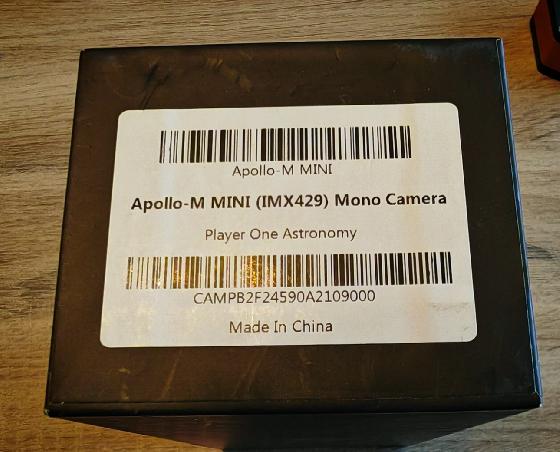 Apollo-M MINI
Apollo-M MINI (IMX429) Mono Camera
Player One Astronomy
CAMPB2F24590A2109000
Made In China